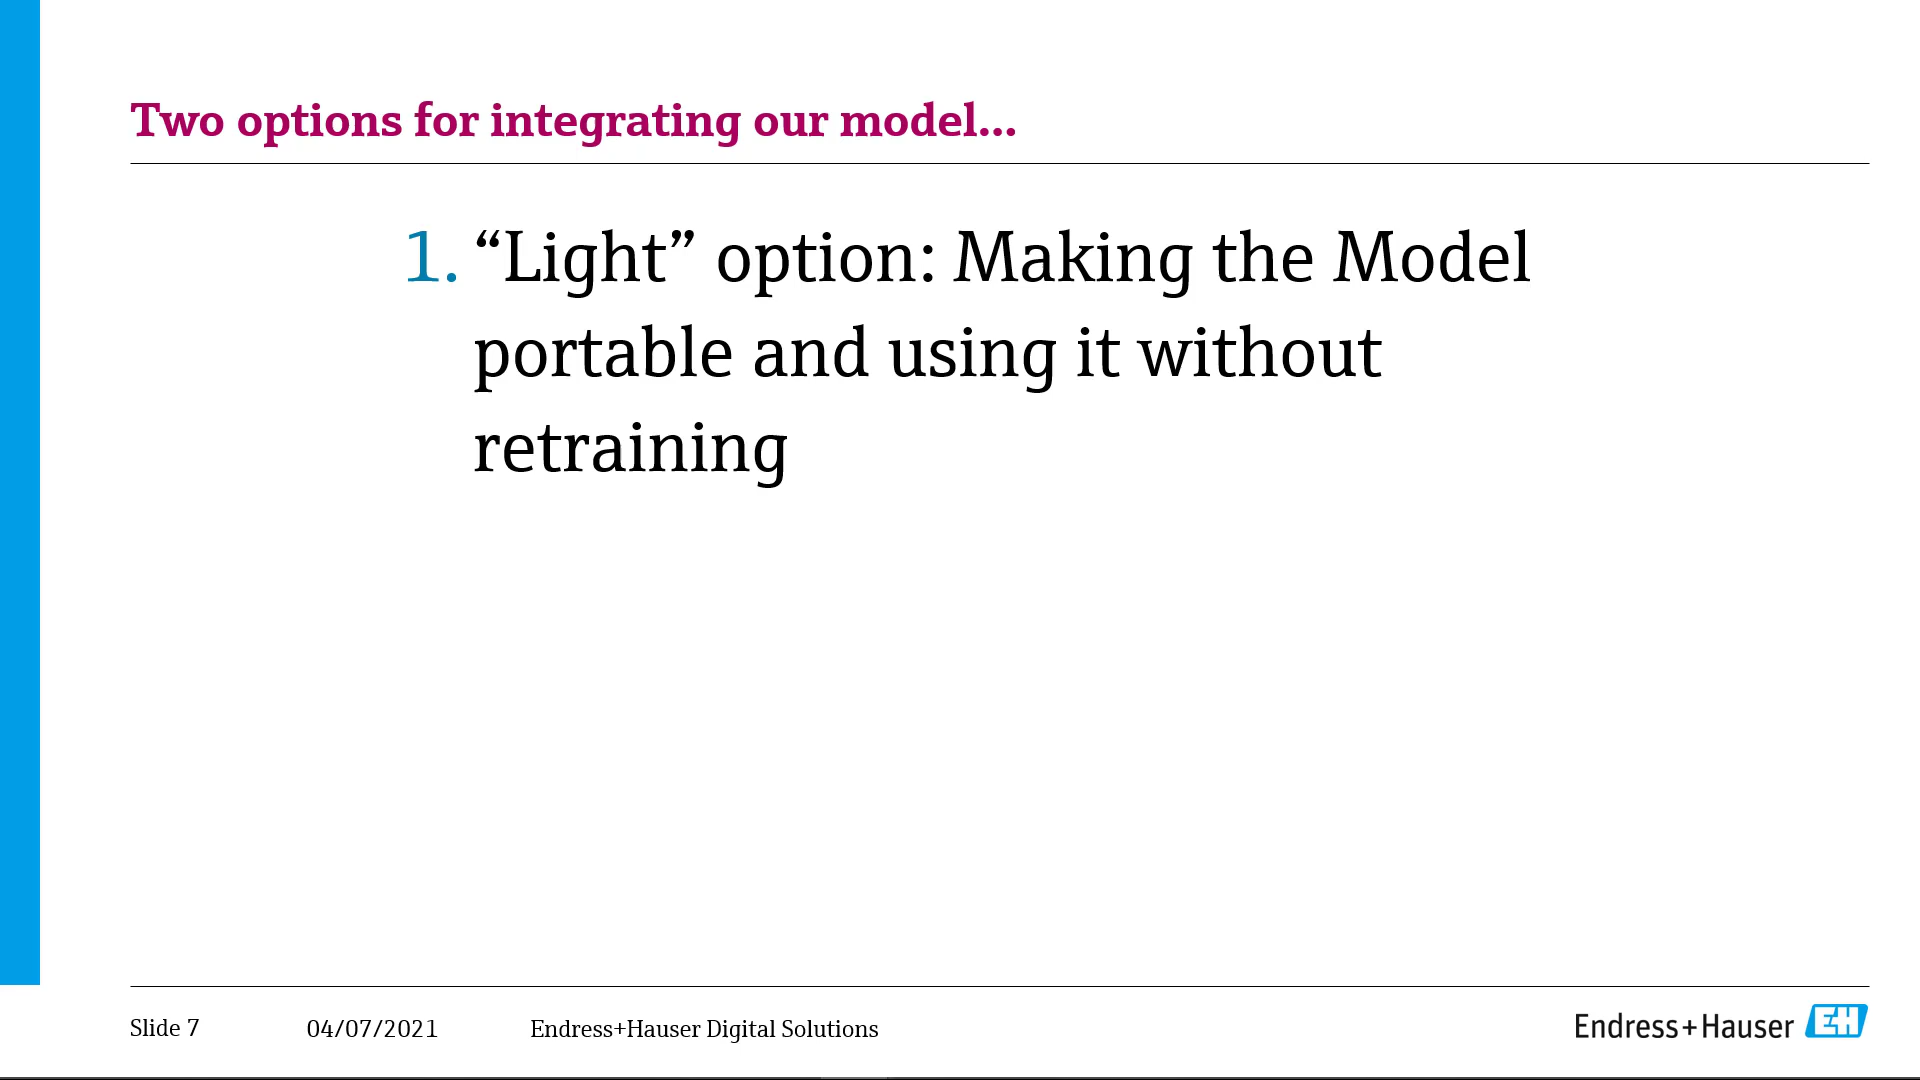 Two options for integrating our model...
1. “Light” option: Making the Model
portable and using it without
retraining
Slide 7
04/07/2021
Endress+Hauser Digital Solutions
Endress+Hauser EH